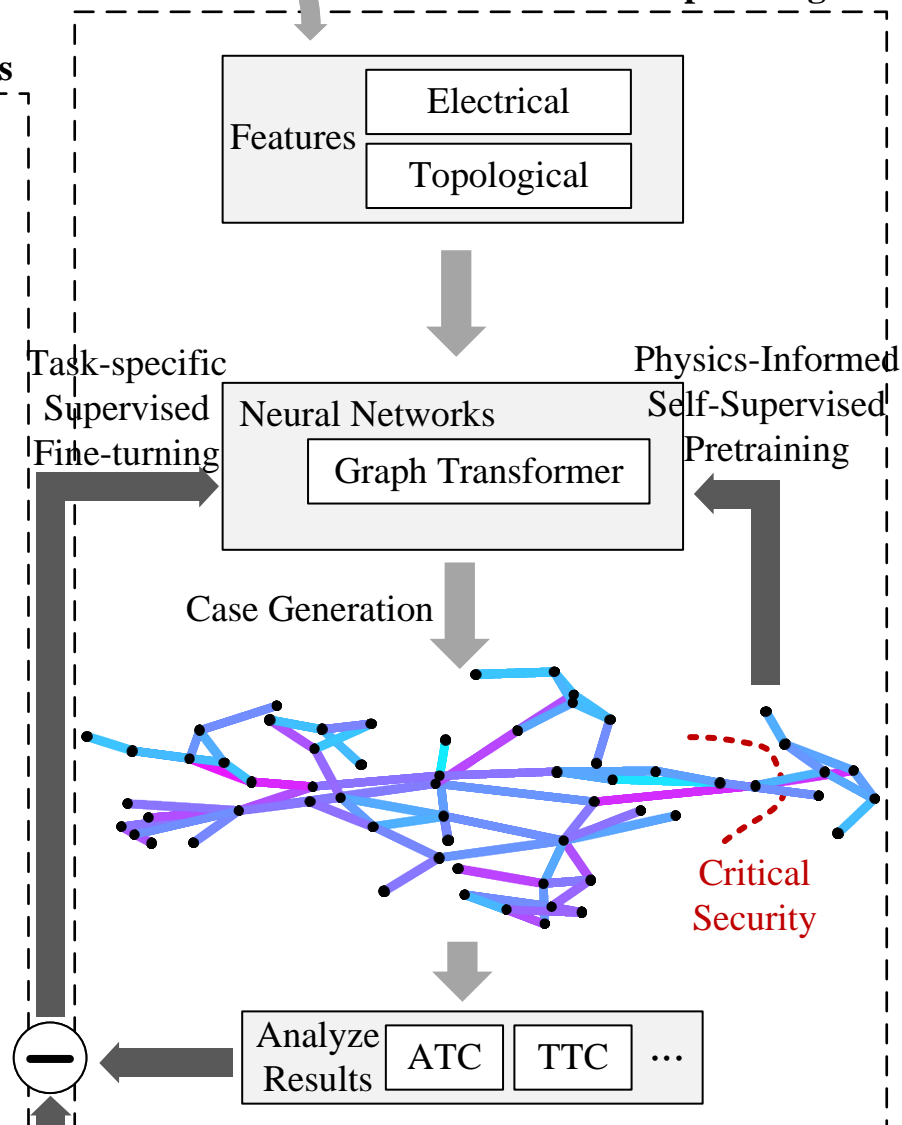 Electrical
Features
Topological
Task-specific
Supervised
Fine-turning
Physics-Informed
Self-Supervised
Pretraining
Neural Networks
Graph Transformer
Case Generation
Critical
Security
Analyze
Results
ATC
TTC
...